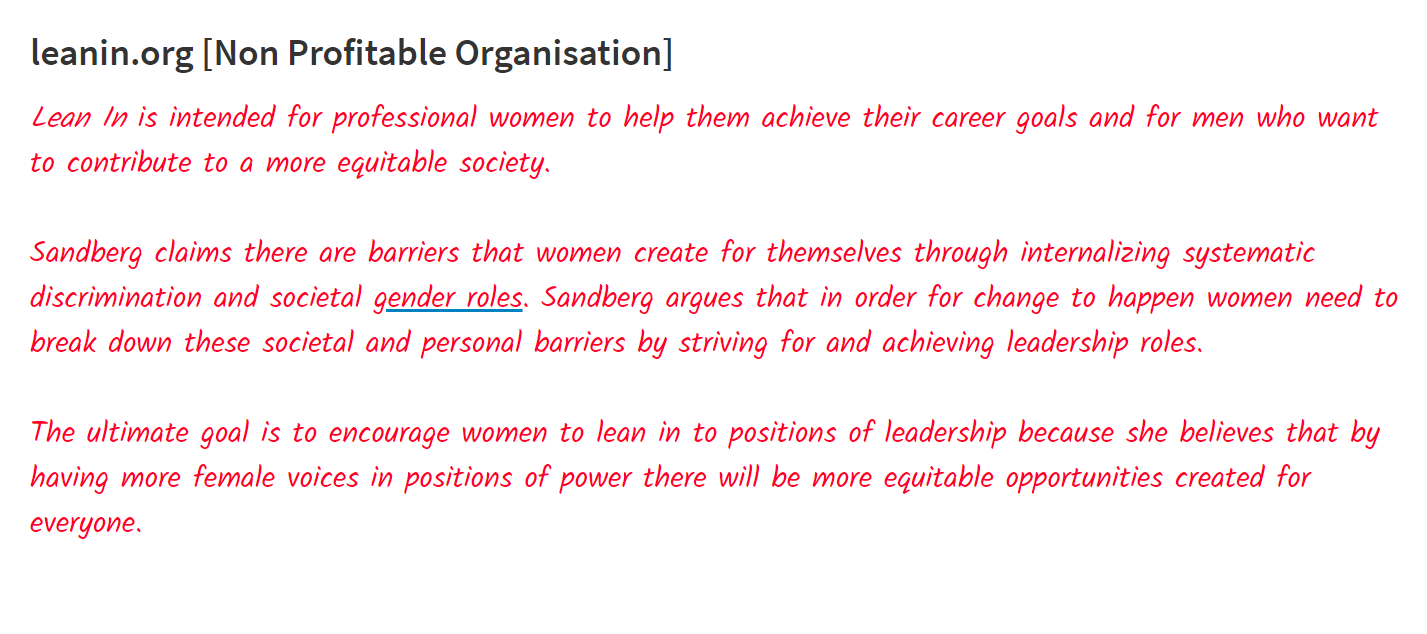 leanin.org [Non Profitable Organisation]
Lean In is intended for professional women to help them achieve their career goals and for men who want
to contribute to a more equitable society.
Sandberg claims there are barriers that women create for themselves through internalizing systematic
discrimination and societal gender roles. Sandberg argues that in order for change to happen women need to
break down these societal and personal barriers by striving for and achieving leadership roles.
The ultimate goal is to encourage women to lean in to positions of leadership because she believes that by
having more female voices in positions of power there will be more equitable opportunities created for
everyone.